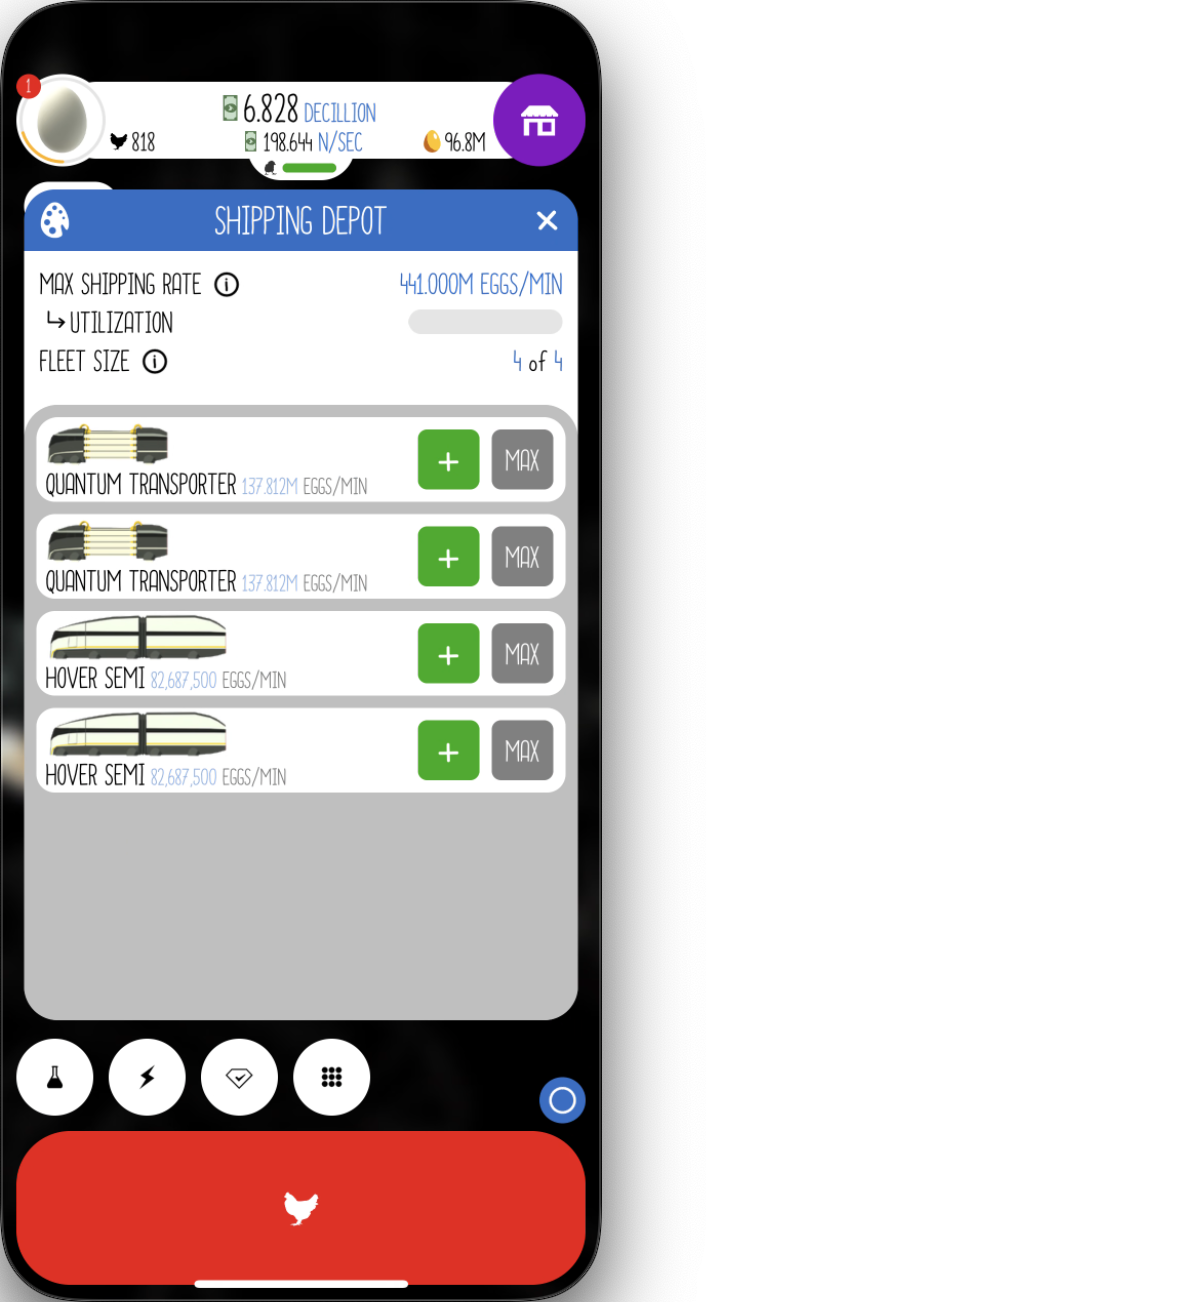 1
6.828 DECILLION
818
198.644 N/SEC
96.8M
SHIPPING DEPOT
MAX SHIPPING RATE
441.000M EGGS/MIN
UTILIZATION
FLEET SIZE
4 of 4
QUANTUM TRANSPORTER 137.812M EGGS/MIN
+
MAX
QUANTUM TRANSPORTER 137.812M EGGS/MIN
+
MAX
HOVER SEMI 82,687,500 EGGS/MIN
+
MAX
HOVER SEMI 82,687,500 EGGS/MIN
+
MAX